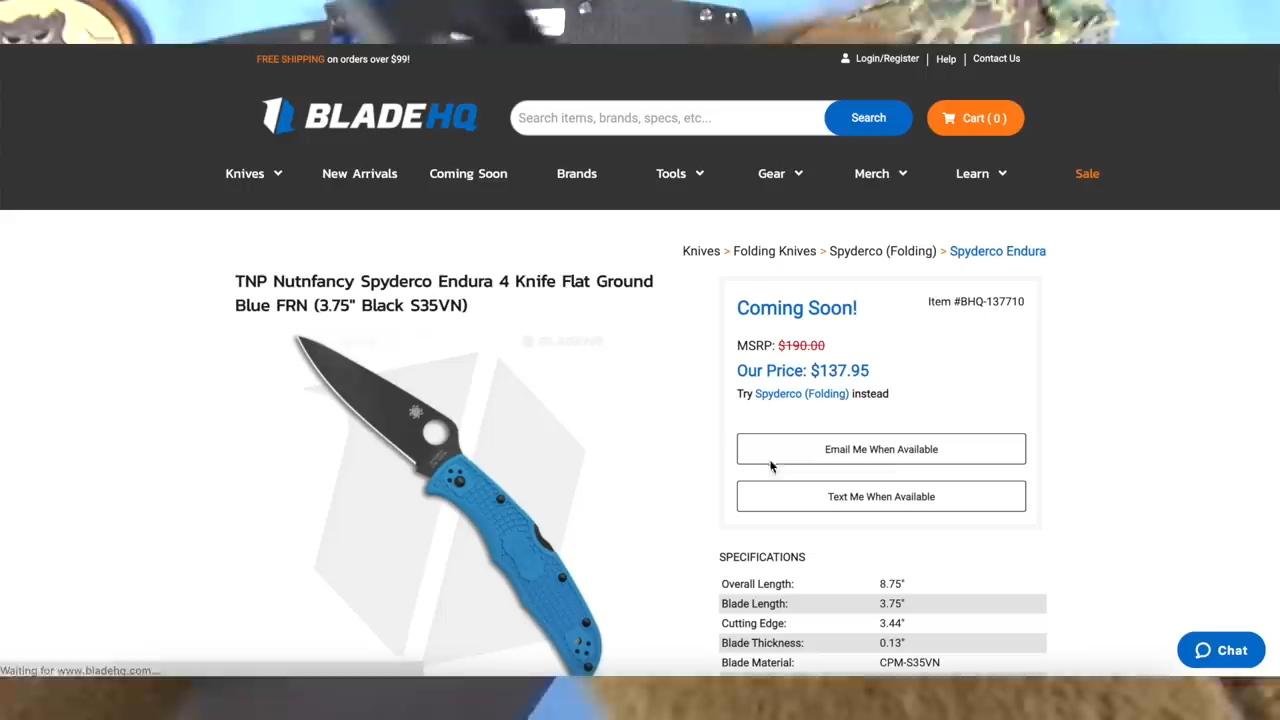 FREE SHIPPING on orders over $99!
Login/Register | Help | Contact Us
BLADEHQ
Search items, brands, specs, etc...
Search
Cart ( 0 )
Knives
New Arrivals
Coming Soon
Brands
Tools
Gear
Merch
Learn
Sale
Knives > Folding Knives > Spyderco (Folding) > Spyderco Endura
TNP Nutnfancy Spyderco Endura 4 Knife Flat Ground
Blue FRN (3.75" Black S35VN)
BLADEHQ
Coming Soon!
Item #BHQ-137710
MSRP: $190.00
Our Price: $137.95
Try Spyderco (Folding) instead
Email Me When Available
Text Me When Available
SPECIFICATIONS
Overall Length: 8.75"
Blade Length: 3.75"
Cutting Edge: 3.44"
Blade Thickness: 0.13"
Blade Material: CPM-S35VN
Chat
Waiting for www.bladehq.com...